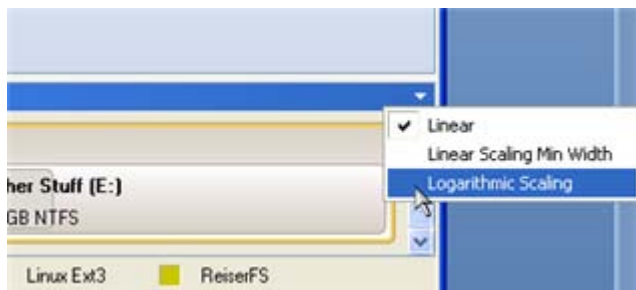 Linear
Linear Scaling Min Width
Logarithmic Scaling
her Stuff (E:)
GB NTFS
Linux Ext3 ReiserFS